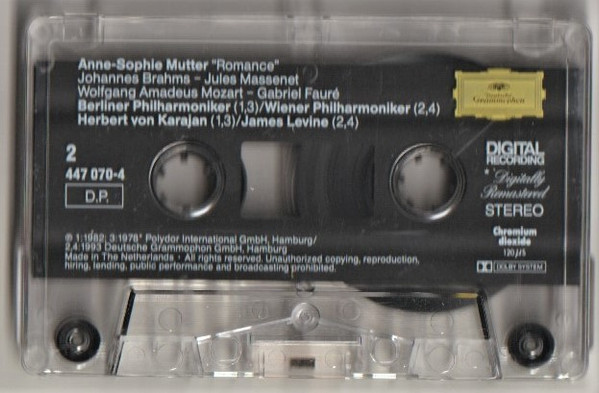 Anne-Sophie Mutter "Romance"
Johannes Brahms – Jules Massenet
Wolfgang Amadeus Mozart – Gabriel Fauré
Berliner Philharmoniker (1,3)/Wiener Philharmoniker (2,4)
Herbert von Karajan (1,3)/James Levine (2,4)
Deutsche
Grammophon
2
447 070-4
D.P.
DIGITAL
RECORDING
* Digitally
Remastered
STEREO
Chromium
dioxide
120 µs
DOLBY SYSTEM
℗ 1:1982; 3:1978* Polydor International GmbH, Hamburg/
2,4:1993 Deutsche Grammophon GmbH, Hamburg
Made in The Netherlands · All rights reserved. Unauthorized copying, reproduction,
hiring, lending, public performance and broadcasting prohibited.